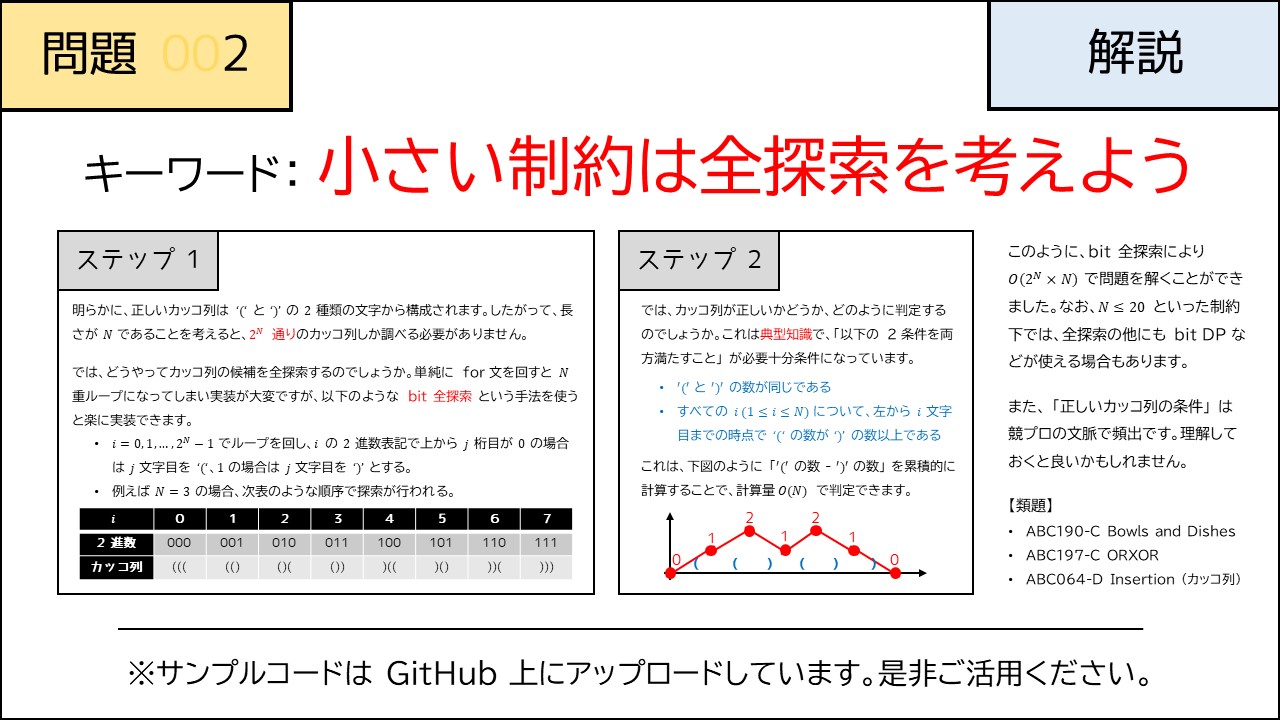 問題 002
解説
キーワード: 小さい制約は全探索を考えよう
ステップ 1
明らかに、正しいカッコ列は '(' と ')' の 2 種類の文字から構成されます。したがって、長
さが N であることを考えると、2^N 通りのカッコ列しか調べる必要がありません。
では、どうやってカッコ列の候補を全探索するのでしょうか。単純に for 文を回すと N
重ループになってしまい実装が大変ですが、以下のような bit 全探索 という手法を使う
と楽に実装できます。
• i = 0, 1, …, 2^N − 1 でループを回し、i の 2 進数表記で上から j 桁目が 0 の場合
は j 文字目を '('、1 の場合は j 文字目を ')' とする。
• 例えば N = 3 の場合、次表のような順序で探索が行われる。
i 0 1 2 3 4 5 6 7
2 進数 000 001 010 011 100 101 110 111
カッコ列 ((( (() ()( ()) )(( )() ))( )))
ステップ 2
では、カッコ列が正しいかどうか、どのように判定する
のでしょうか。これは典型知識で、「以下の 2 条件を両
方満たすこと」が必要十分条件になっています。
• '(' と ')' の数が同じである
• すべての i (1 ≤ i ≤ N) について、左から i 文字
目までの時点で '(' の数が ')' の数以上である
これは、下図のように「'(' の数 - ')' の数」を累積的に
計算することで、計算量 O(N) で判定できます。
0 1 2 1 2 1 0
( ( ) ( ) )
このように、bit 全探索により
O(2^N × N) で問題を解くことができ
ました。なお、N ≤ 20 といった制約
下では、全探索の他にも bit DP な
どが使える場合もあります。
また、「正しいカッコ列の条件」は
競プロの文脈で頻出です。理解して
おくと良いかもしれません。
【類題】
• ABC190-C Bowls and Dishes
• ABC197-C ORXOR
• ABC064-D Insertion (カッコ列)
※サンプルコードは GitHub 上にアップロードしています。是非ご活用ください。